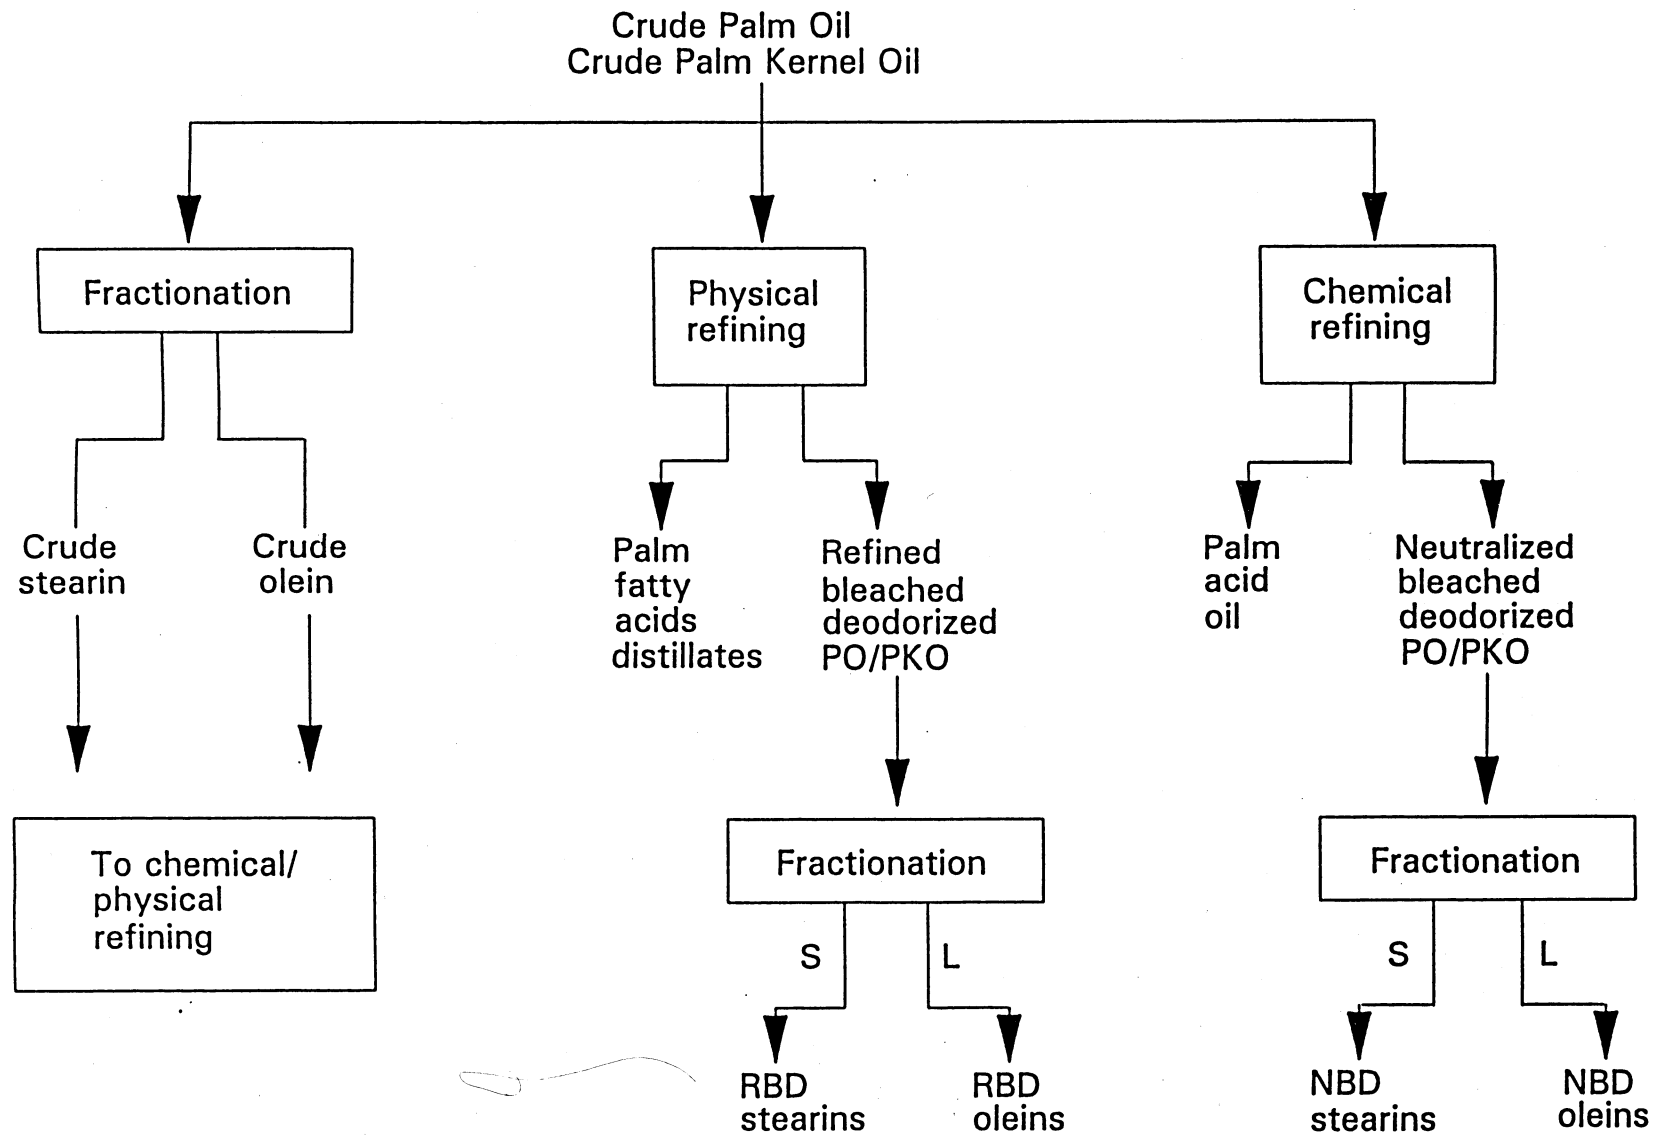 Crude Palm Oil
Crude Palm Kernel Oil
Fractionation
Physical
refining
Chemical
refining
Crude
stearin
Crude
olein
Palm
fatty
acids
distillates
Refined
bleached
deodorized
PO/PKO
Palm
acid
oil
Neutralized
bleached
deodorized
PO/PKO
To chemical/
physical
refining
Fractionation
S
L
RBD
stearins
RBD
oleins
Fractionation
S
L
NBD
stearins
NBD
oleins